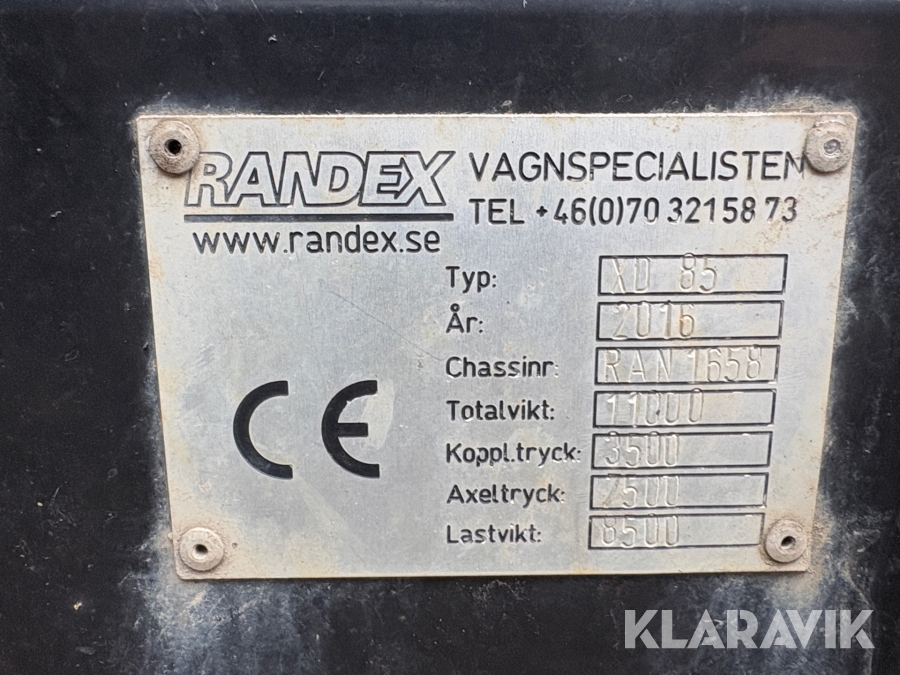 RANDEX
www.randex.se
VAGNSPECIALISTEN
TEL +46(0)70 321 58 73
Typ: XD 85
År: 2016
Chassinr: RAN 1658
Totalvikt: 11000
Koppl.tryck: 3500
Axeltryck: 7500
Lastvikt: 8500
CE
KLARAVIK